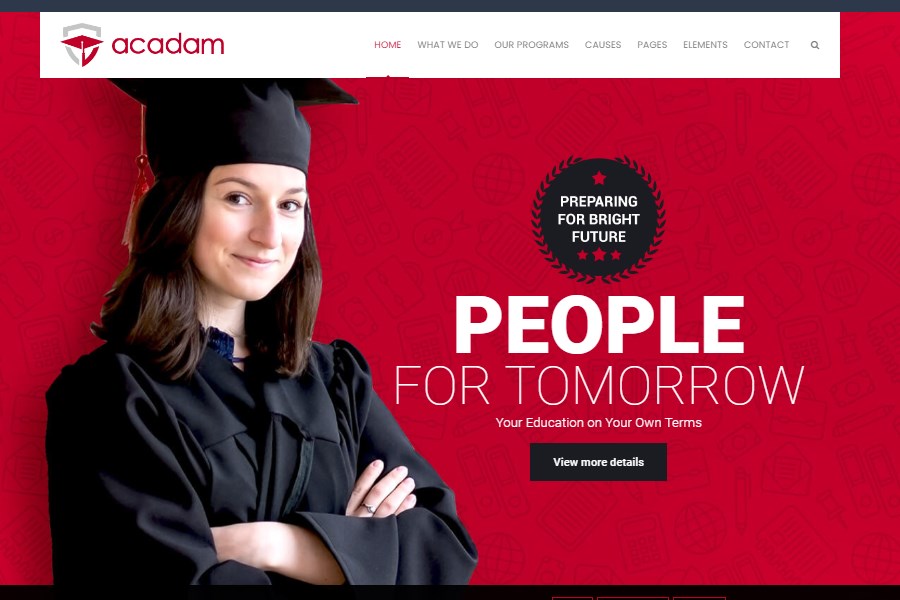 acadam
HOME WHAT WE DO OUR PROGRAMS CAUSES PAGES ELEMENTS CONTACT
PREPARING
FOR BRIGHT
FUTURE
PEOPLE
FOR TOMORROW
Your Education on Your Own Terms
View more details